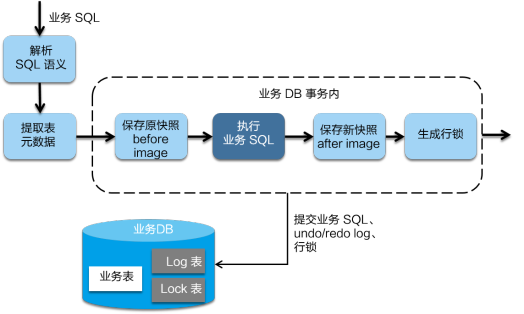 业务 SQL
解析
SQL 语义
业务 DB 事务内
提取表
元数据
保存原快照
before
image
执行
业务 SQL
保存新快照
after image
生成行锁
提交业务 SQL、
undo/redo log、
行锁
业务DB
业务表
Log 表
Lock 表